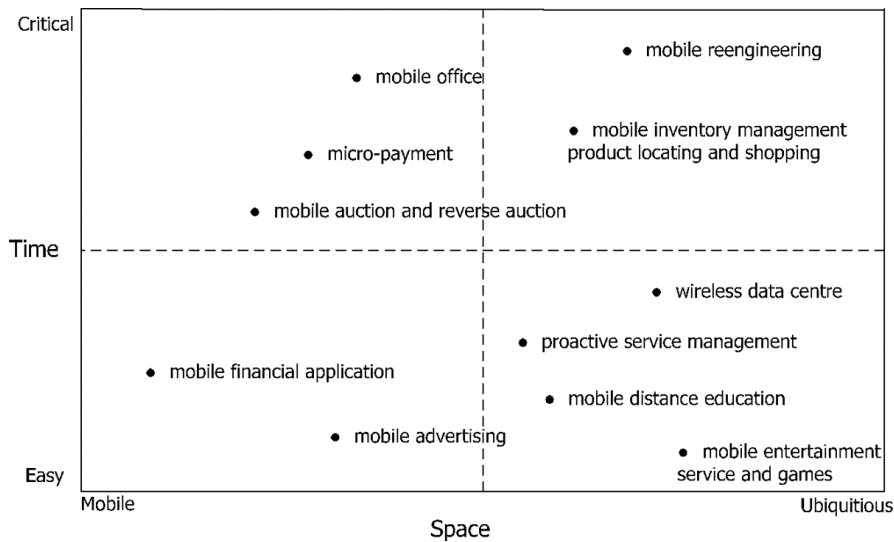 Critical
mobile reengineering
mobile office
mobile inventory management
product locating and shopping
micro-payment
mobile auction and reverse auction
Time
wireless data centre
proactive service management
mobile financial application
mobile distance education
mobile advertising
mobile entertainment
service and games
Easy
Mobile
Ubiquitious
Space